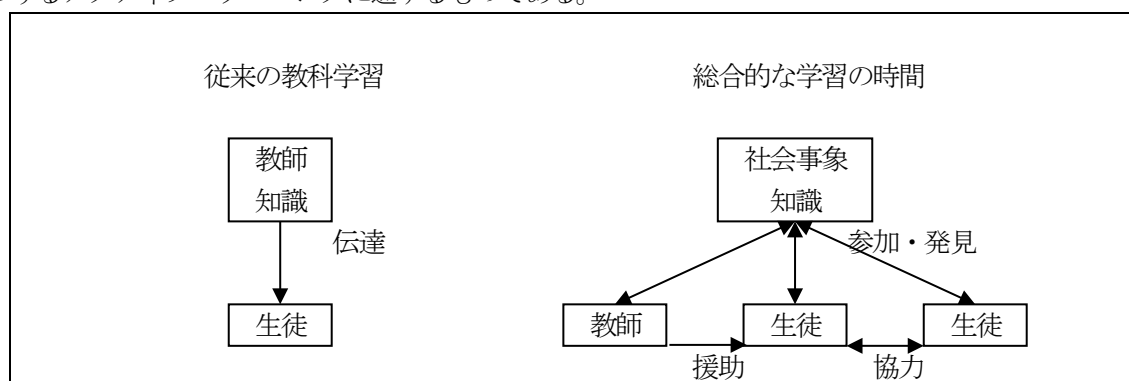 従来の教科学習
総合的な学習の時間
教師
知識
伝達
生徒
社会事象
知識
参加・発見
教師
生徒
生徒
援助
協力